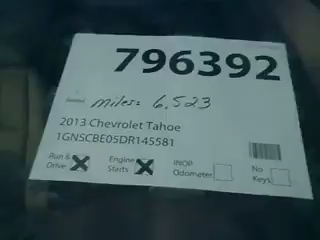 796392
miles: 6,523
2013 Chevrolet Tahoe
1GNSCBE05DR145581
Run &
Drive
Engine
Starts
INOP
Odometer
No
Keys